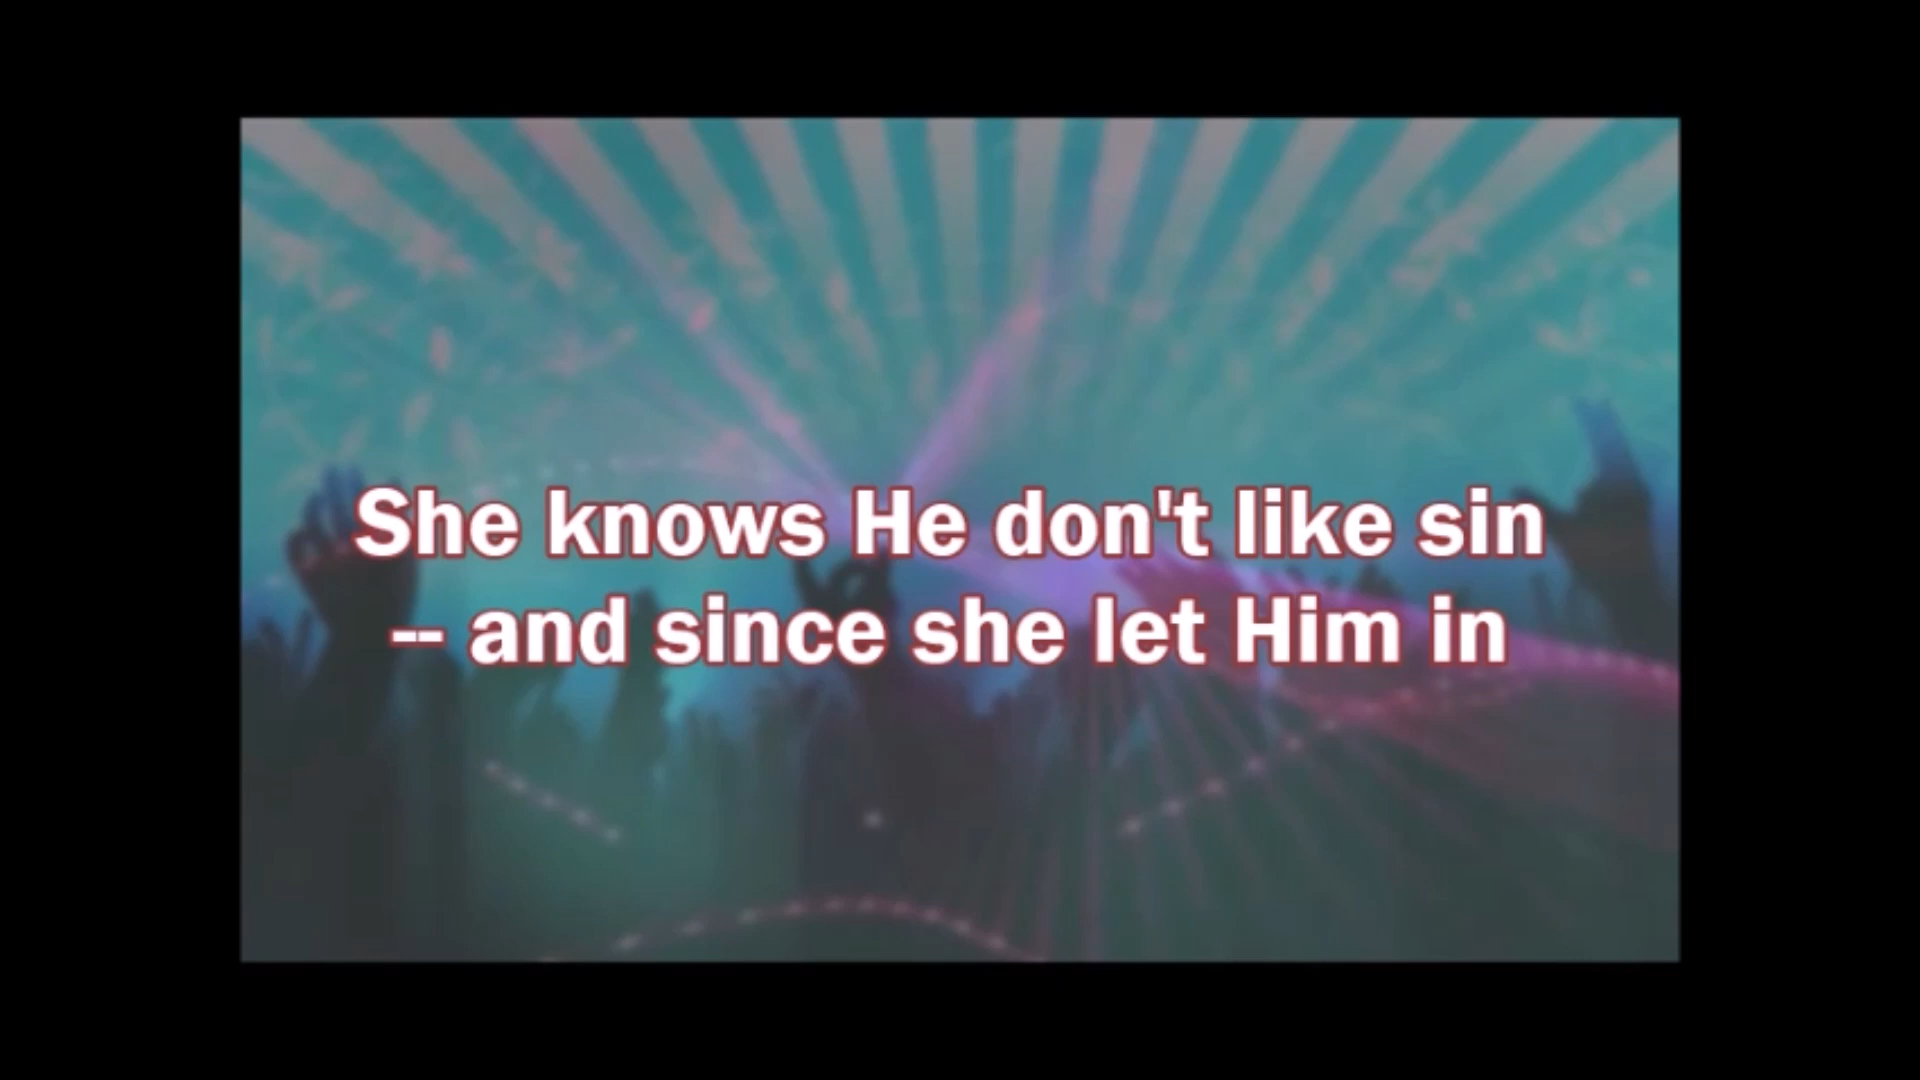 She knows He don't like sin
-- and since she let Him in